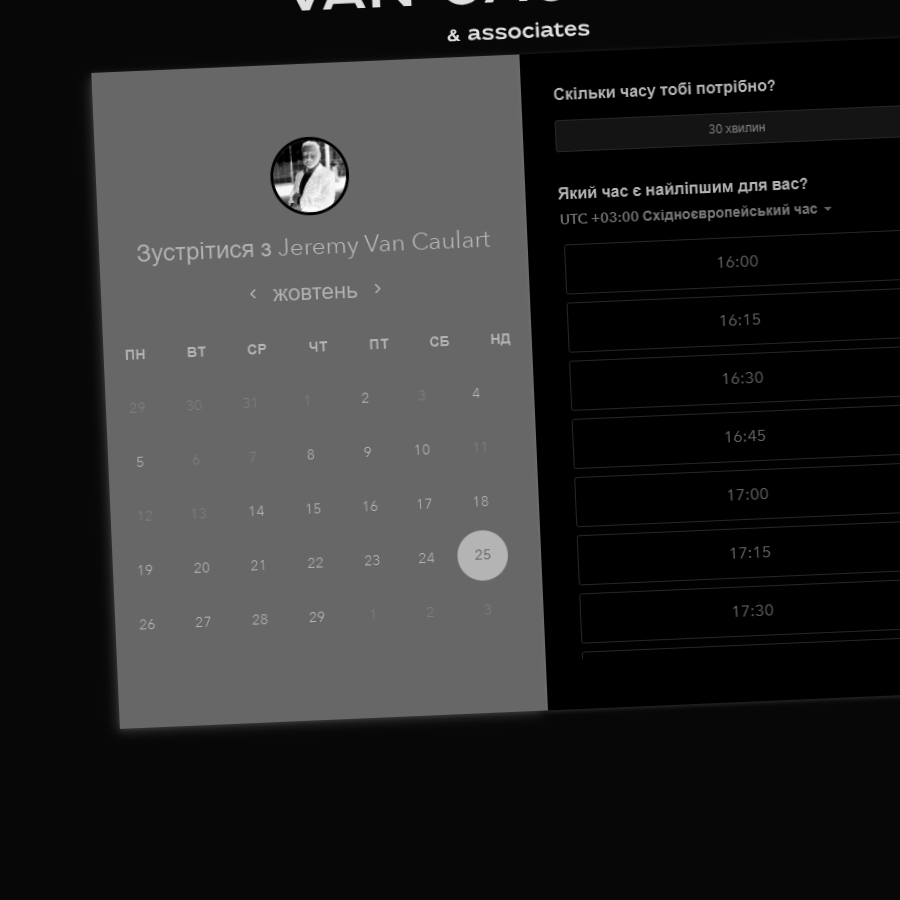 & associates
Зустрітися з Jeremy Van Caulart
жовтень
ПН ВТ СР ЧТ ПТ СБ НД
29 30 31 1 2 3 4
5 6 7 8 9 10 11
12 13 14 15 16 17 18
19 20 21 22 23 24 25
26 27 28 29 1 2 3
Скільки часу тобі потрібно?
30 хвилин
Який час є найліпшим для вас?
UTC +03:00 Східноєвропейський час
16:00
16:15
16:30
16:45
17:00
17:15
17:30